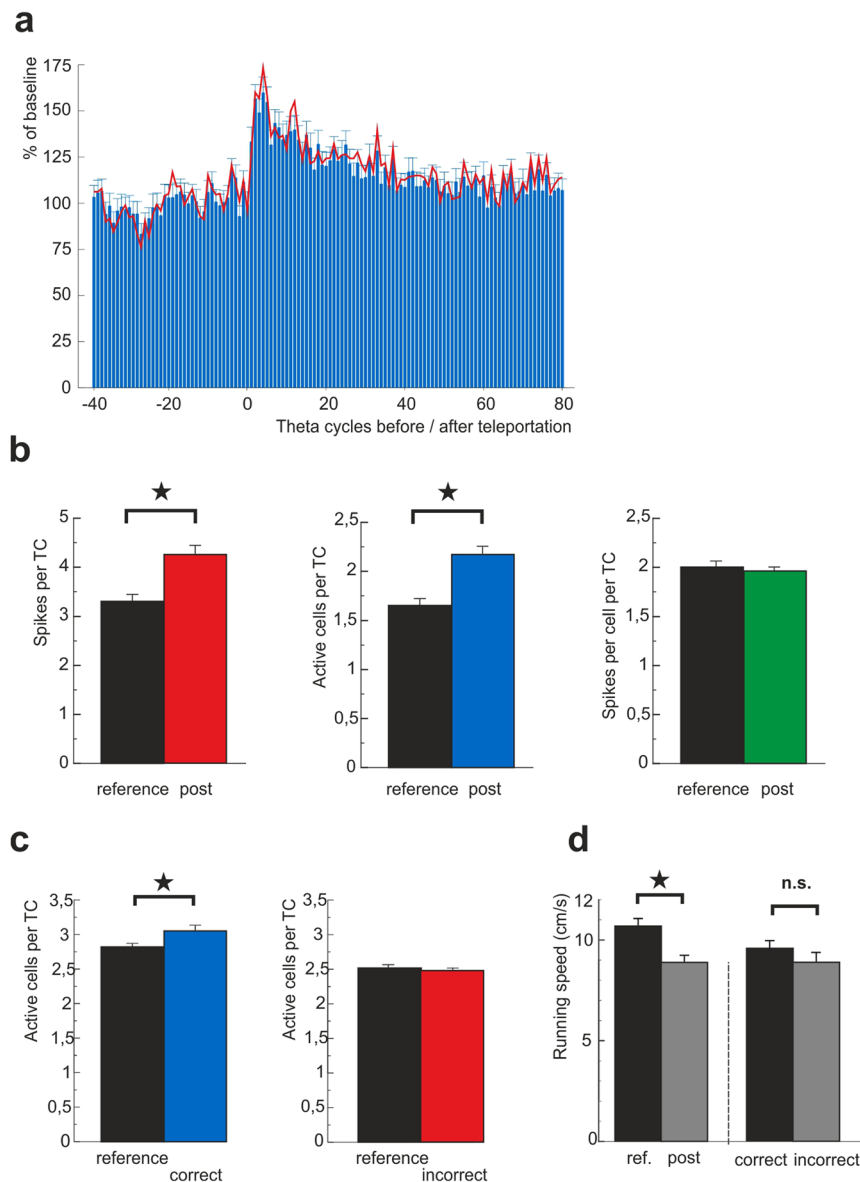 a
% of baseline
175
150
125
100
75
50
25
0
-40 -20 0 20 40 60 80
Theta cycles before / after teleportation
b
★ ★
Spikes per TC
5
4
3
2
1
0
reference post
Active cells per TC
2,5
2
1,5
1
0,5
0
reference post
Spikes per cell per TC
2,5
2
1,5
1
0,5
0
reference post
c
★
Active cells per TC
3,5
3
2,5
2
1,5
1
0,5
0
reference correct
Active cells per TC
3,5
3
2,5
2
1,5
1
0,5
0
reference incorrect
d
★ n.s.
Running speed (cm/s)
12
10
5
0
ref. post correct incorrect